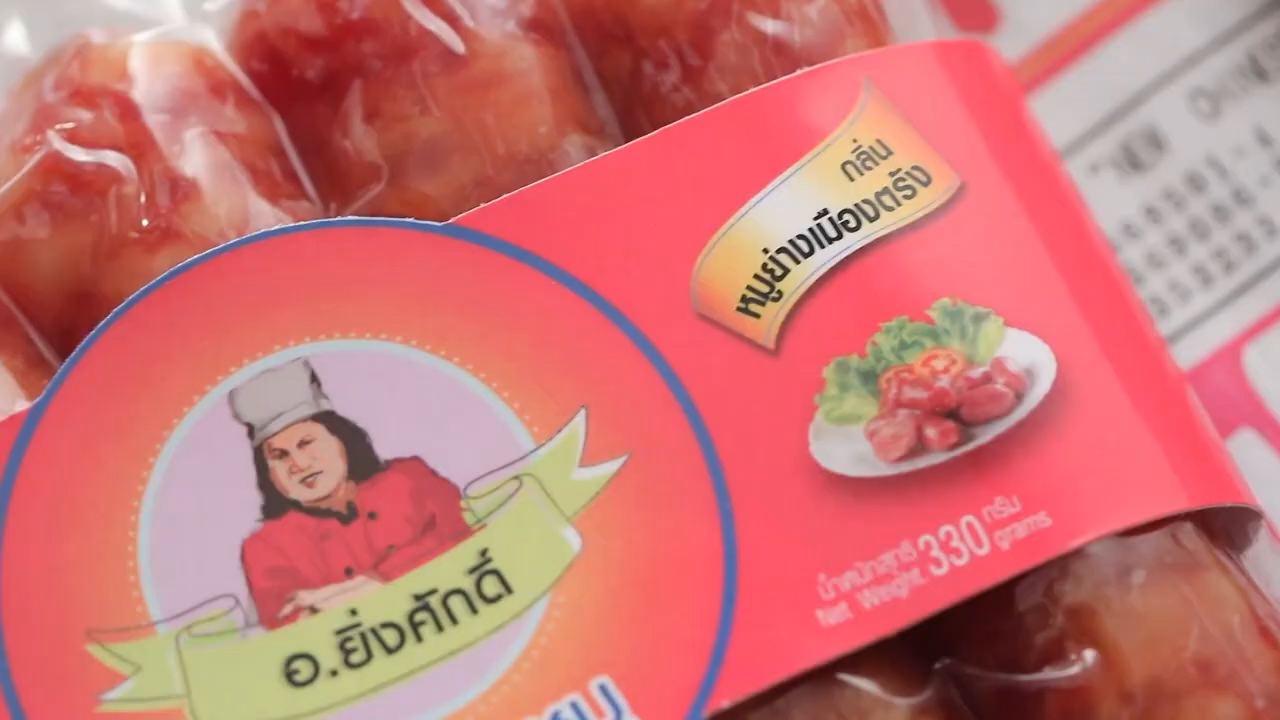 กลิ่น
หมูย่างเมืองตรัง
อ.ยิ่งศักดิ์
น้ำหนักสุทธิ 330 กรัม
Net Weight grams